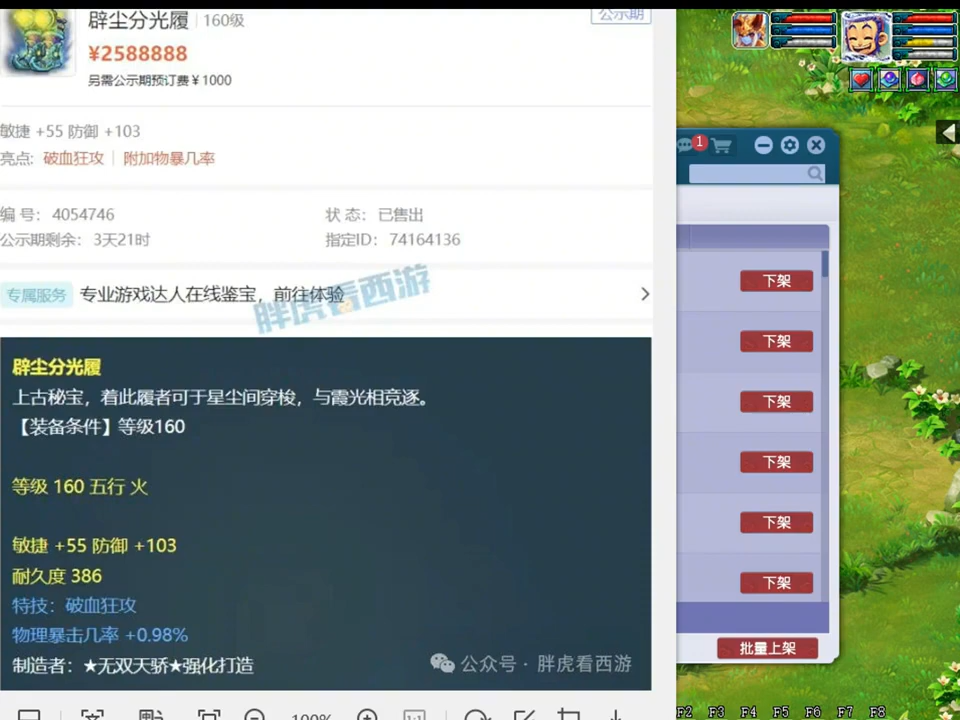 辟尘分光履 160级
公示期
¥2588888
另需公示期预订费¥1000
敏捷 +55 防御 +103
亮点: 破血狂攻 附加物暴几率
编 号: 4054746
状 态: 已售出
公示期剩余: 3天21时
指定ID: 74164136
专属服务 专业游戏达人在线鉴宝，前往体验
胖虎看西游
辟尘分光履
上古秘宝，着此履者可于星尘间穿梭，与霞光相竞逐。
【装备条件】等级160
等级 160 五行 火
敏捷 +55 防御 +103
耐久度 386
特技: 破血狂攻
物理暴击几率 +0.98%
制造者: ★无双天骄★强化打造
公众号 · 胖虎看西游
100%
1:1
1
下架
下架
下架
下架
下架
下架
批量上架
F2 F3 F4 F5 F6 F7 F8